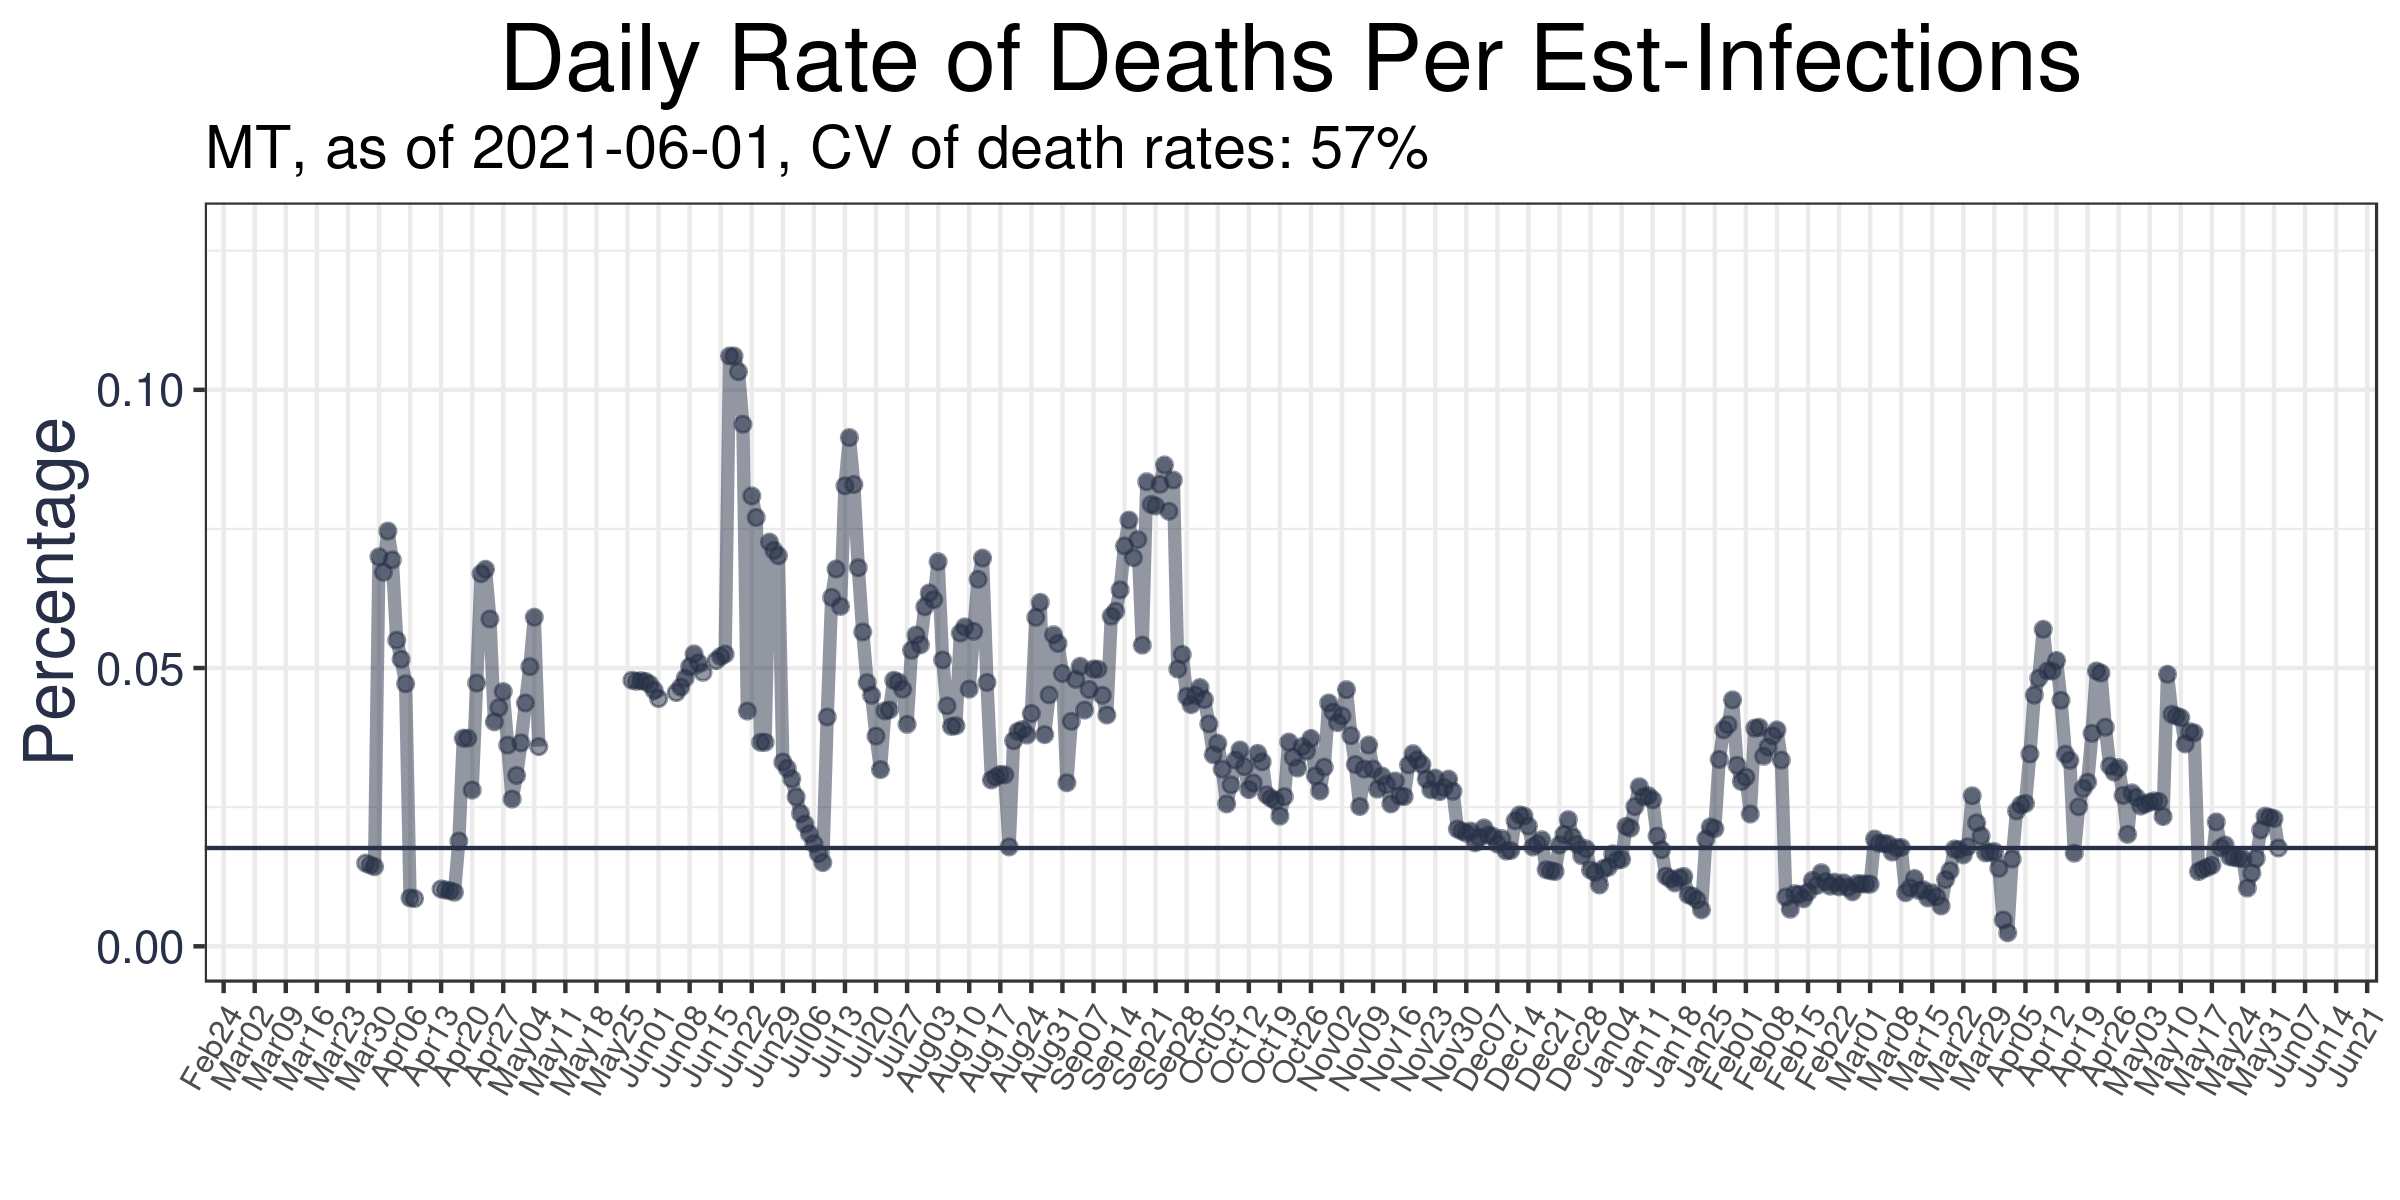 Daily Rate of Deaths Per Est-Infections
MT, as of 2021-06-01, CV of death rates: 57%
Percentage
0.10
0.05
0.00
Feb24 Mar02 Mar09 Mar16 Mar23 Mar30 Apr06 Apr13 Apr20 Apr27 May04 May11 May18 May25 Jun01 Jun08 Jun15 Jun22 Jun29 Jul06 Jul13 Jul20 Jul27 Aug03 Aug10 Aug17 Aug24 Aug31 Sep07 Sep14 Sep21 Sep28 Oct05 Oct12 Oct19 Oct26 Nov02 Nov09 Nov16 Nov23 Nov30 Dec07 Dec14 Dec21 Dec28 Jan04 Jan11 Jan18 Jan25 Feb01 Feb08 Feb15 Feb22 Mar01 Mar08 Mar15 Mar22 Mar29 Apr05 Apr12 Apr19 Apr26 May03 May10 May17 May24 May31 Jun07 Jun14 Jun21